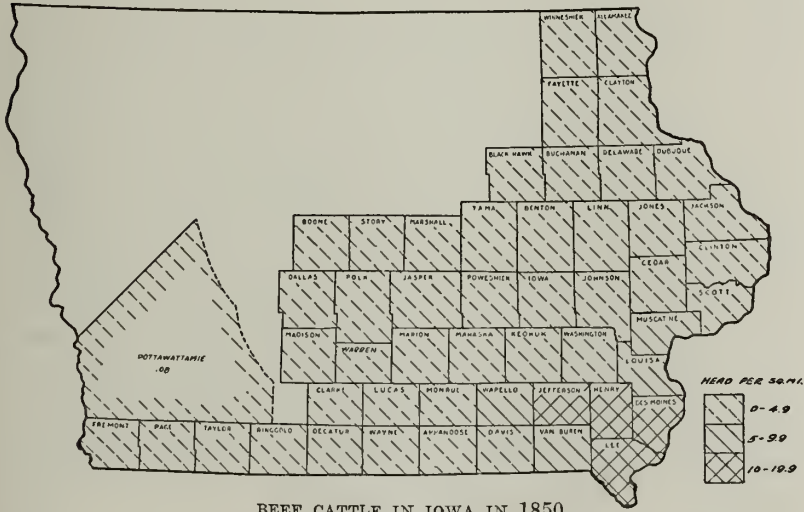 WINNESHIEK ALLAMAKEE
FAYETTE CLAYTON
BLACK HAWK BUCHANAN DELAWARE DUBUQUE
TAMA BENTON LINN JONES JACKSON
BOONE STORY MARSHALL
CLINTON
CEDAR
DALLAS POLK JASPER POWESHIEK IOWA JOHNSON
SCOTT
MUSCATINE
MADISON WARREN MARION MAHASKA KEOKUK WASHINGTON
LOUISA
POTTAWATTAMIE
.08
HEAD PER SQ. MI.
0-4.9
5-9.9
10-19.9
CLARKE LUCAS MONROE WAPELLO JEFFERSON HENRY DES MOINES
FREMONT PAGE TAYLOR RINGGOLD DECATUR WAYNE APPANOOSE DAVIS VAN BUREN LEE
BEEF CATTLE IN IOWA IN 1850